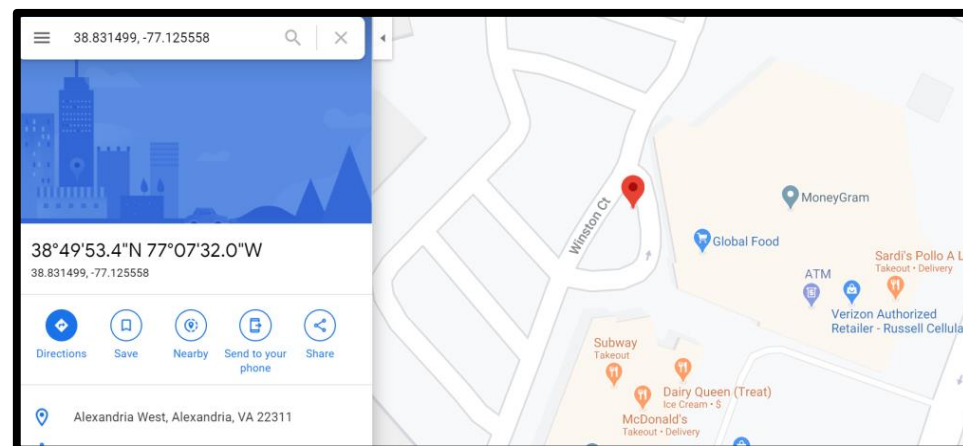 38.831499, -77.125558
38°49'53.4"N 77°07'32.0"W
38.831499, -77.125558
Directions
Save
Nearby
Send to your
phone
Share
Alexandria West, Alexandria, VA 22311
Winston Ct
MoneyGram
Global Food
Sardi's Pollo A L
Takeout • Delivery
ATM
Verizon Authorized
Retailer - Russell Cellula
Subway
Takeout
Dairy Queen (Treat)
Ice Cream • $
McDonald's
Takeout • Delivery